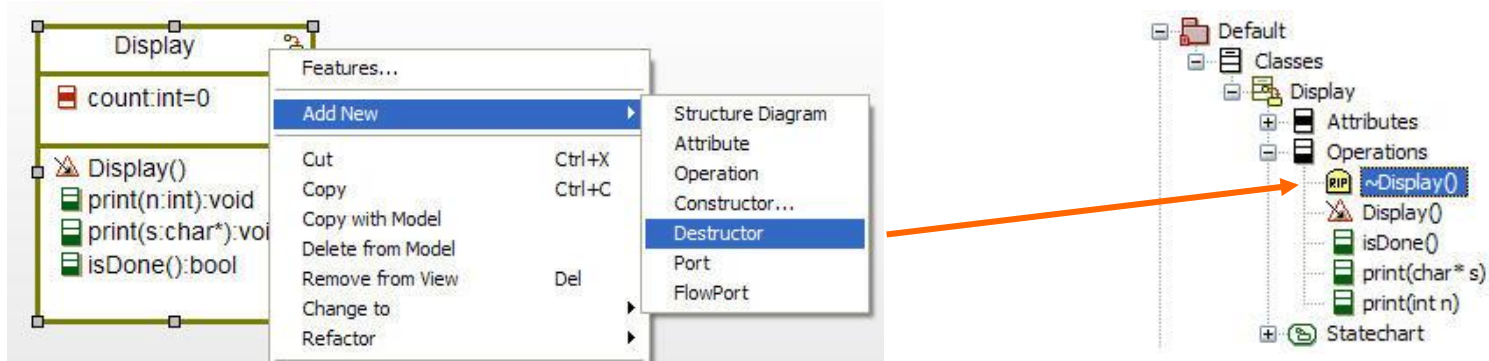 Display
count:int=0
Display()
print(n:int):void
print(s:char*):voi
isDone():bool
Features...
Add New
Cut Ctrl+X
Copy Ctrl+C
Copy with Model
Delete from Model
Remove from View Del
Change to
Refactor
Structure Diagram
Attribute
Operation
Constructor...
Destructor
Port
FlowPort
Default
Classes
Display
Attributes
Operations
RIP ~Display()
Display()
isDone()
print(char* s)
print(int n)
Statechart